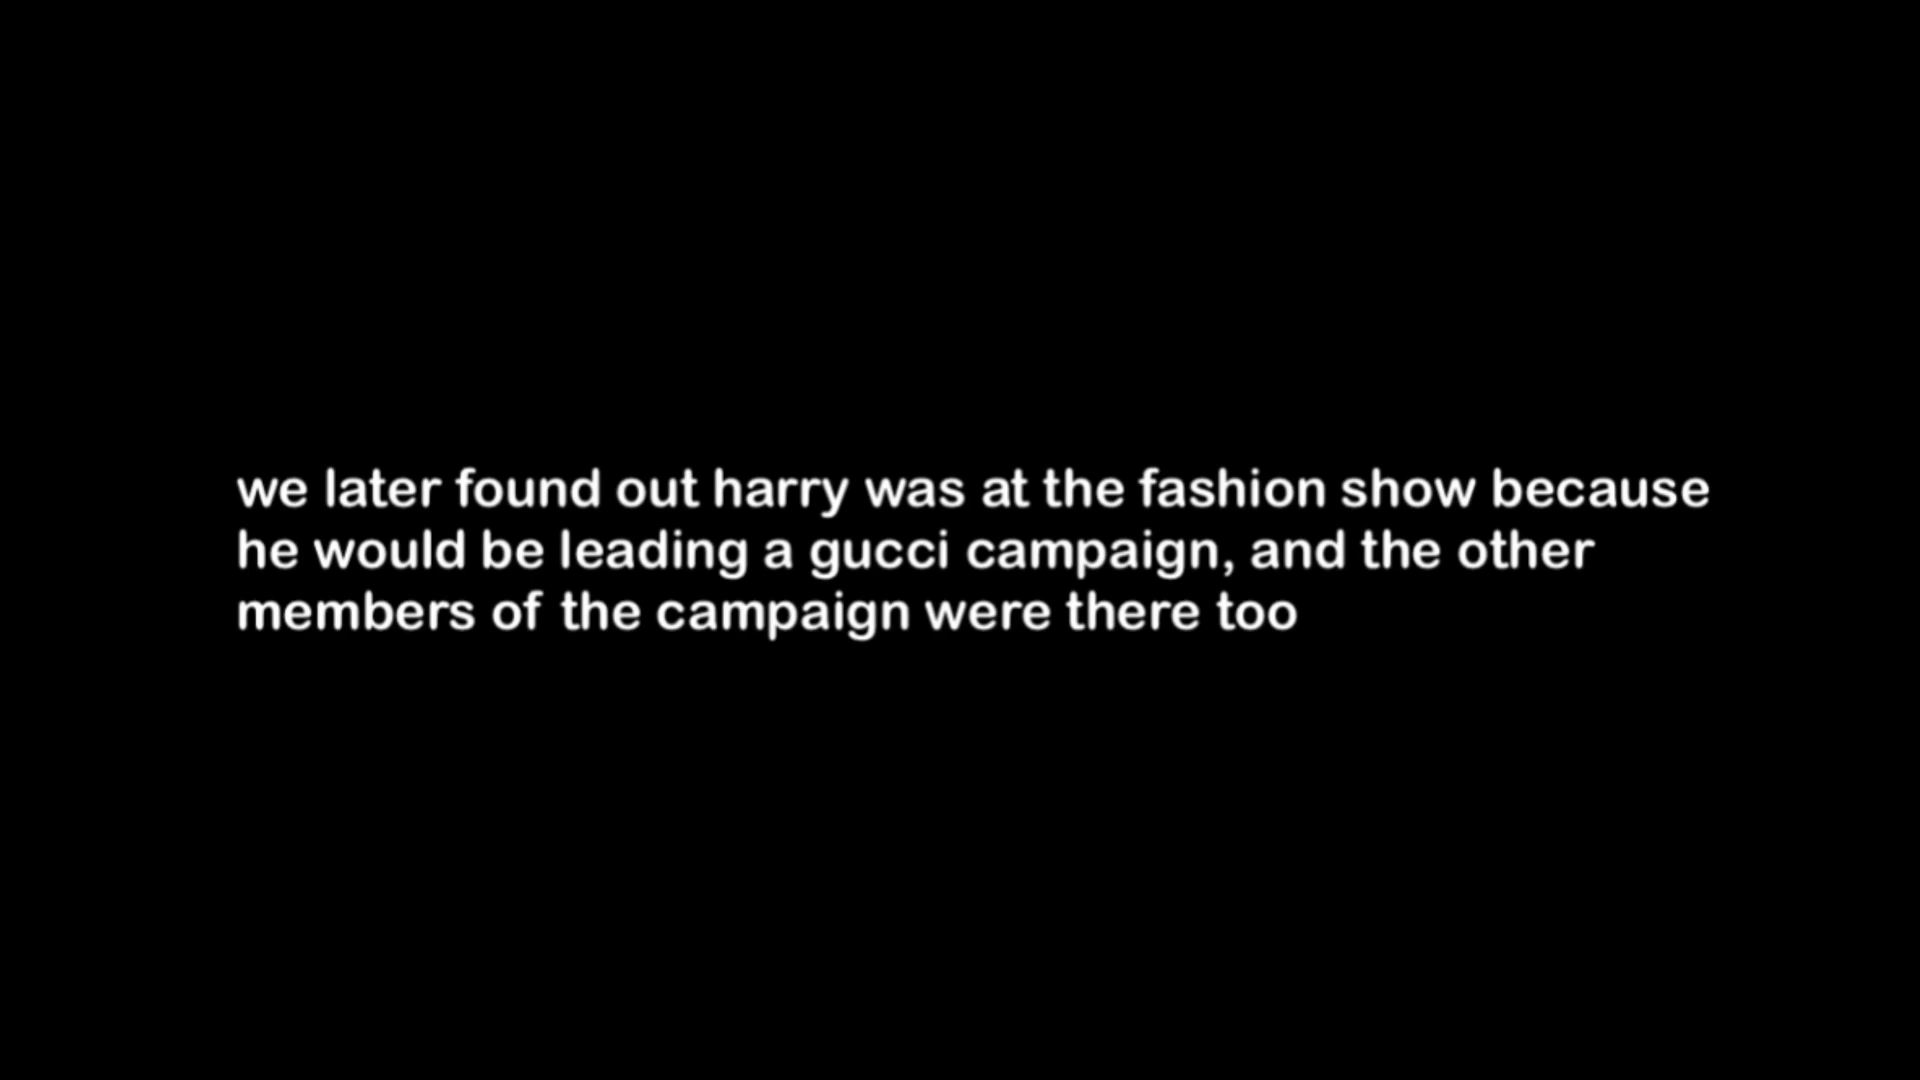 we later found out harry was at the fashion show because
he would be leading a gucci campaign, and the other
members of the campaign were there too